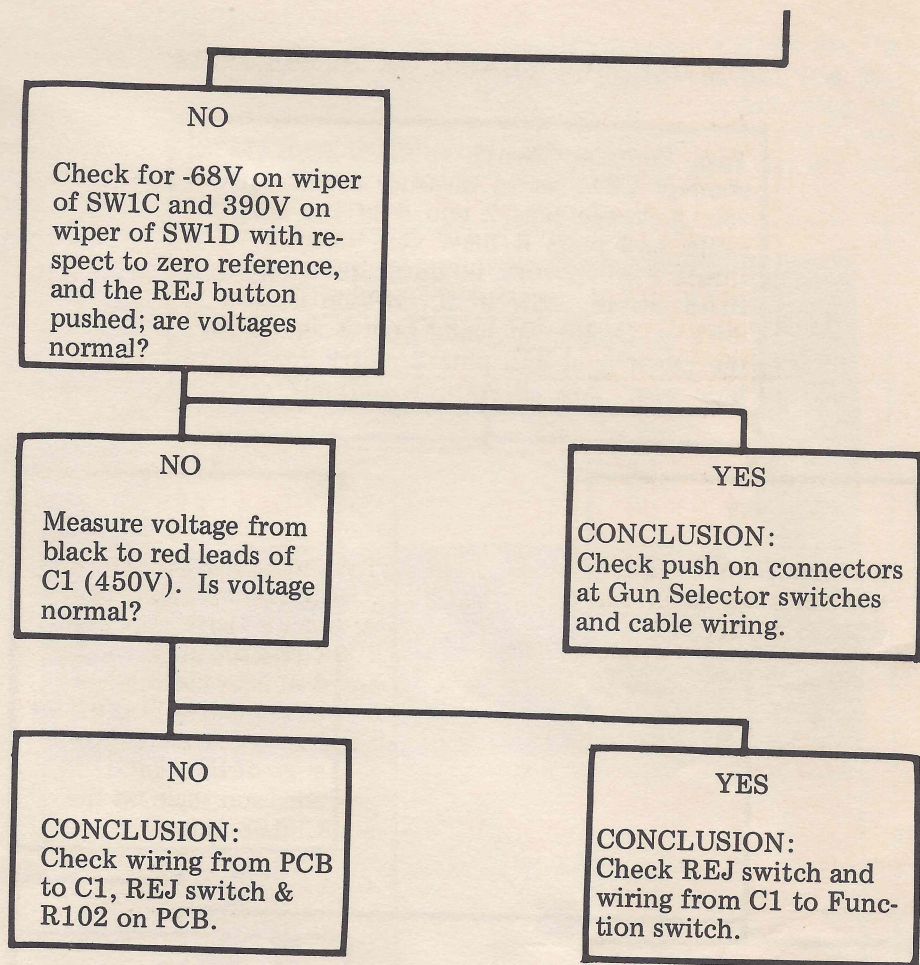 NO
Check for -68V on wiper
of SW1C and 390V on
wiper of SW1D with re-
spect to zero reference,
and the REJ button
pushed; are voltages
normal?
NO
Measure voltage from
black to red leads of
C1 (450V). Is voltage
normal?
YES
CONCLUSION:
Check push on connectors
at Gun Selector switches
and cable wiring.
NO
CONCLUSION:
Check wiring from PCB
to C1, REJ switch &
R102 on PCB.
YES
CONCLUSION:
Check REJ switch and
wiring from C1 to Func-
tion switch.